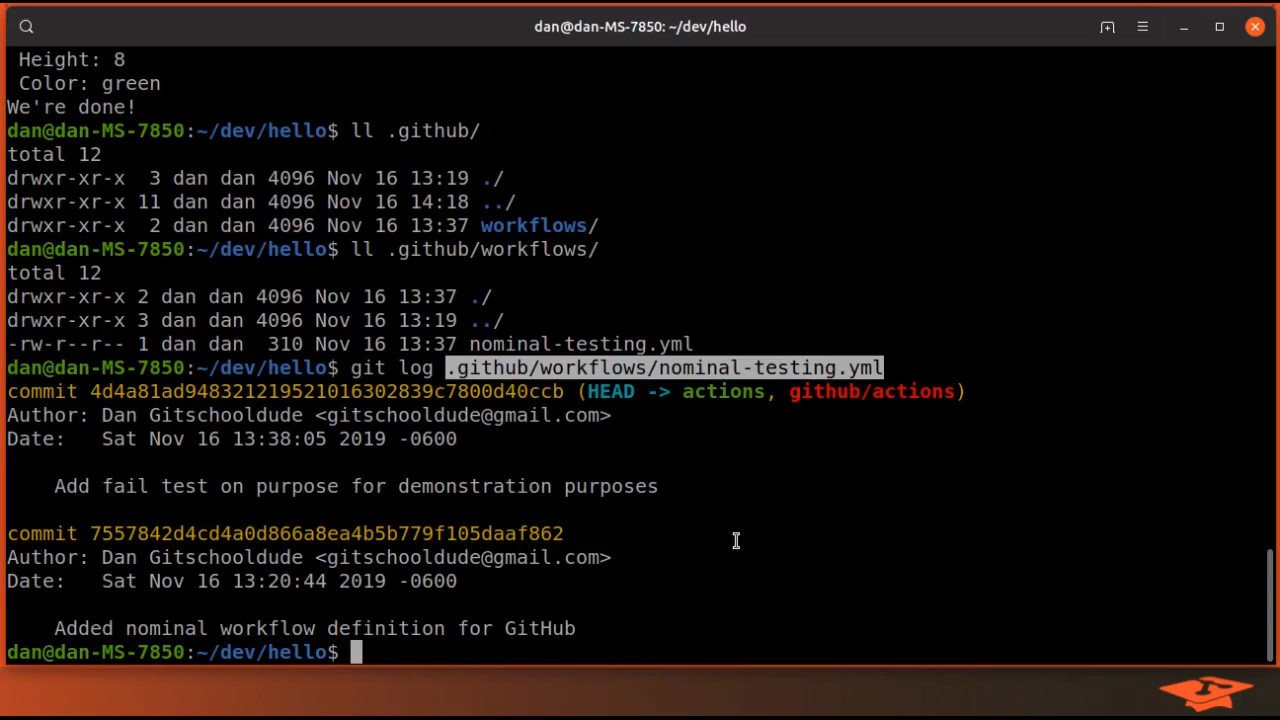 dan@dan-MS-7850: ~/dev/hello
 Height: 8
 Color: green
We're done!
dan@dan-MS-7850:~/dev/hello$ ll .github/
total 12
drwxr-xr-x  3 dan dan 4096 Nov 16 13:19 ./
drwxr-xr-x 11 dan dan 4096 Nov 16 14:18 ../
drwxr-xr-x  2 dan dan 4096 Nov 16 13:37 workflows/
dan@dan-MS-7850:~/dev/hello$ ll .github/workflows/
total 12
drwxr-xr-x 2 dan dan 4096 Nov 16 13:37 ./
drwxr-xr-x 3 dan dan 4096 Nov 16 13:19 ../
-rw-r--r-- 1 dan dan  310 Nov 16 13:37 nominal-testing.yml
dan@dan-MS-7850:~/dev/hello$ git log .github/workflows/nominal-testing.yml
commit 4d4a81ad948321219521016302839c7800d40ccb (HEAD -> actions, github/actions)
Author: Dan Gitschooldude <gitschooldude@gmail.com>
Date:   Sat Nov 16 13:38:05 2019 -0600
    Add fail test on purpose for demonstration purposes
commit 7557842d4cd4a0d866a8ea4b5b779f105daaf862
Author: Dan Gitschooldude <gitschooldude@gmail.com>
Date:   Sat Nov 16 13:20:44 2019 -0600
    Added nominal workflow definition for GitHub
dan@dan-MS-7850:~/dev/hello$